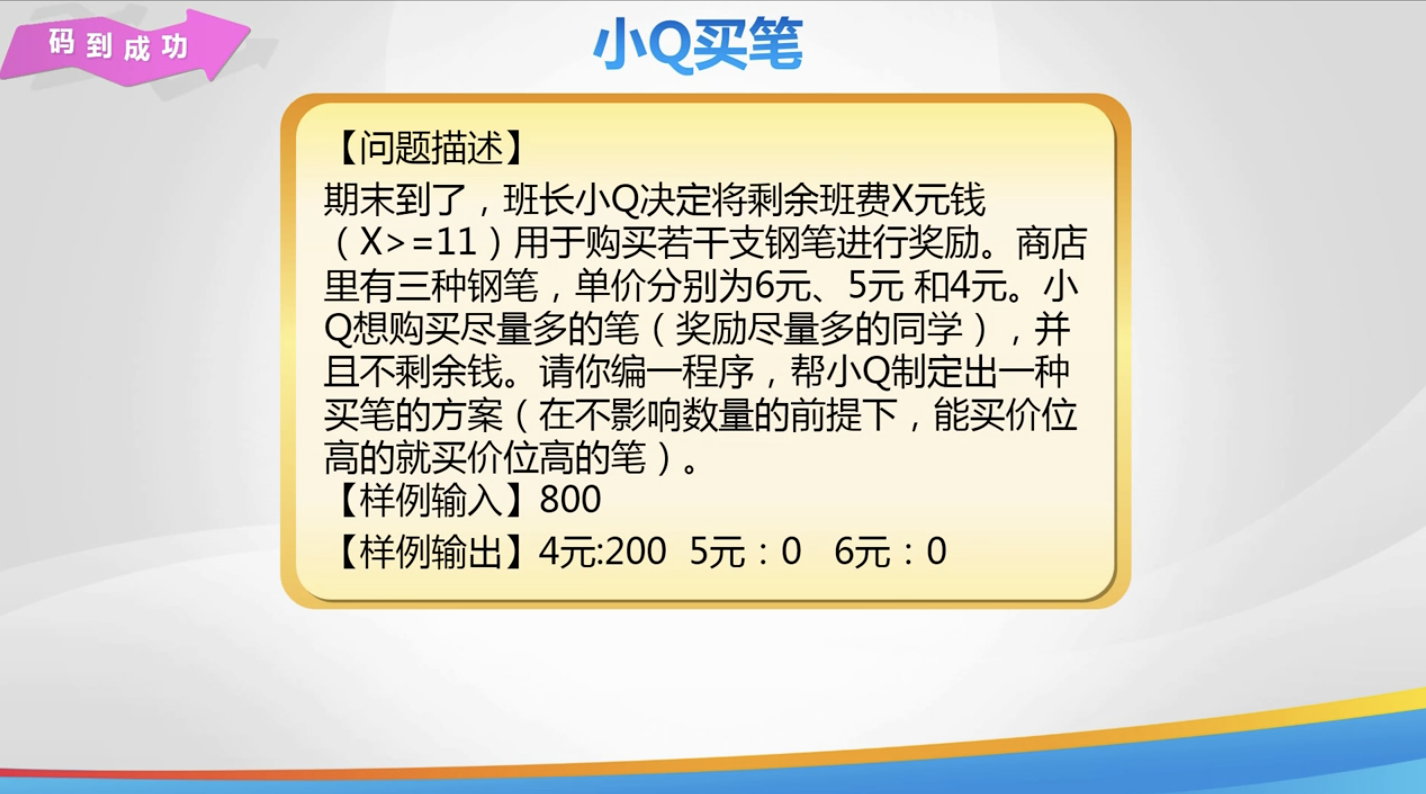 码到成功
小Q买笔
【问题描述】
期末到了，班长小Q决定将剩余班费X元钱
（X>=11）用于购买若干支钢笔进行奖励。商店
里有三种钢笔，单价分别为6元、5元 和4元。小
Q想购买尽量多的笔（奖励尽量多的同学），并
且不剩余钱。请你编一程序，帮小Q制定出一种
买笔的方案（在不影响数量的前提下，能买价位
高的就买价位高的笔）。
【样例输入】800
【样例输出】4元:200  5元：0   6元：0